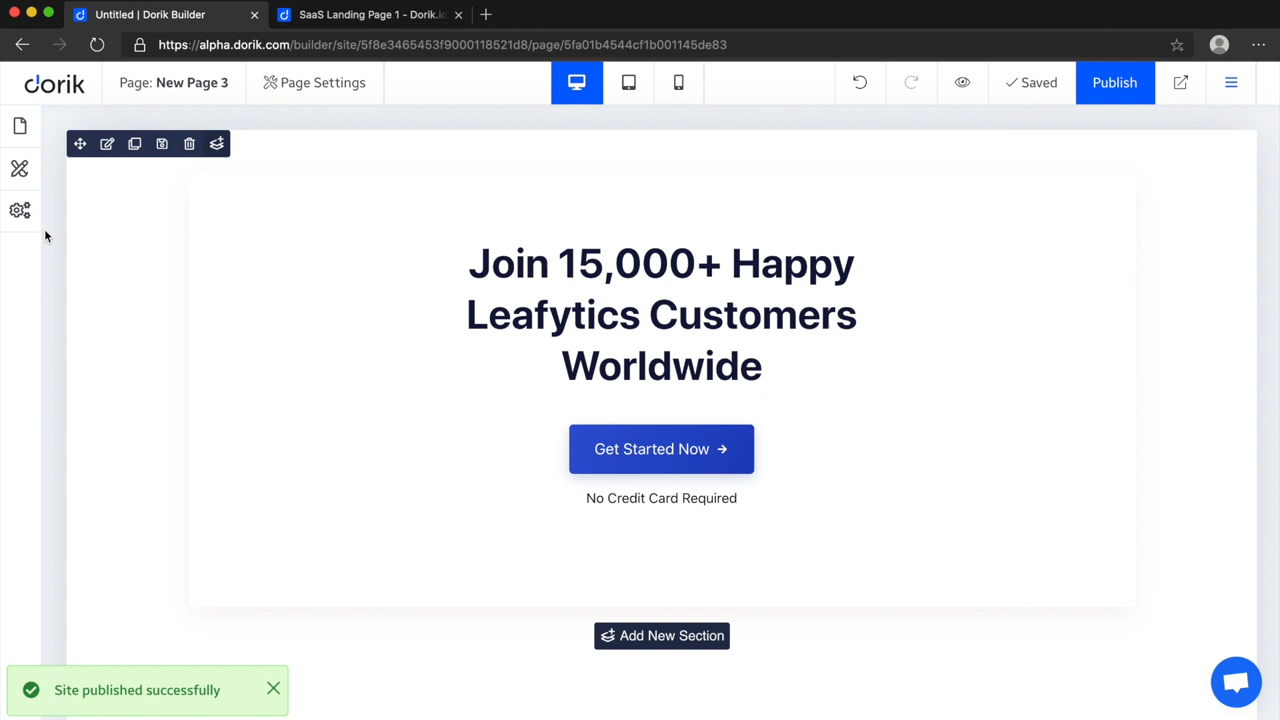 Untitled | Dorik Builder
SaaS Landing Page 1 - Dorik.io
https://alpha.dorik.com/builder/site/5f8e3465453f9000118521d8/page/5fa01b4544cf1b001145de83
dorik
Page: New Page 3
Page Settings
Saved
Publish
Join 15,000+ Happy
Leafytics Customers
Worldwide
Get Started Now
No Credit Card Required
Add New Section
Site published successfully